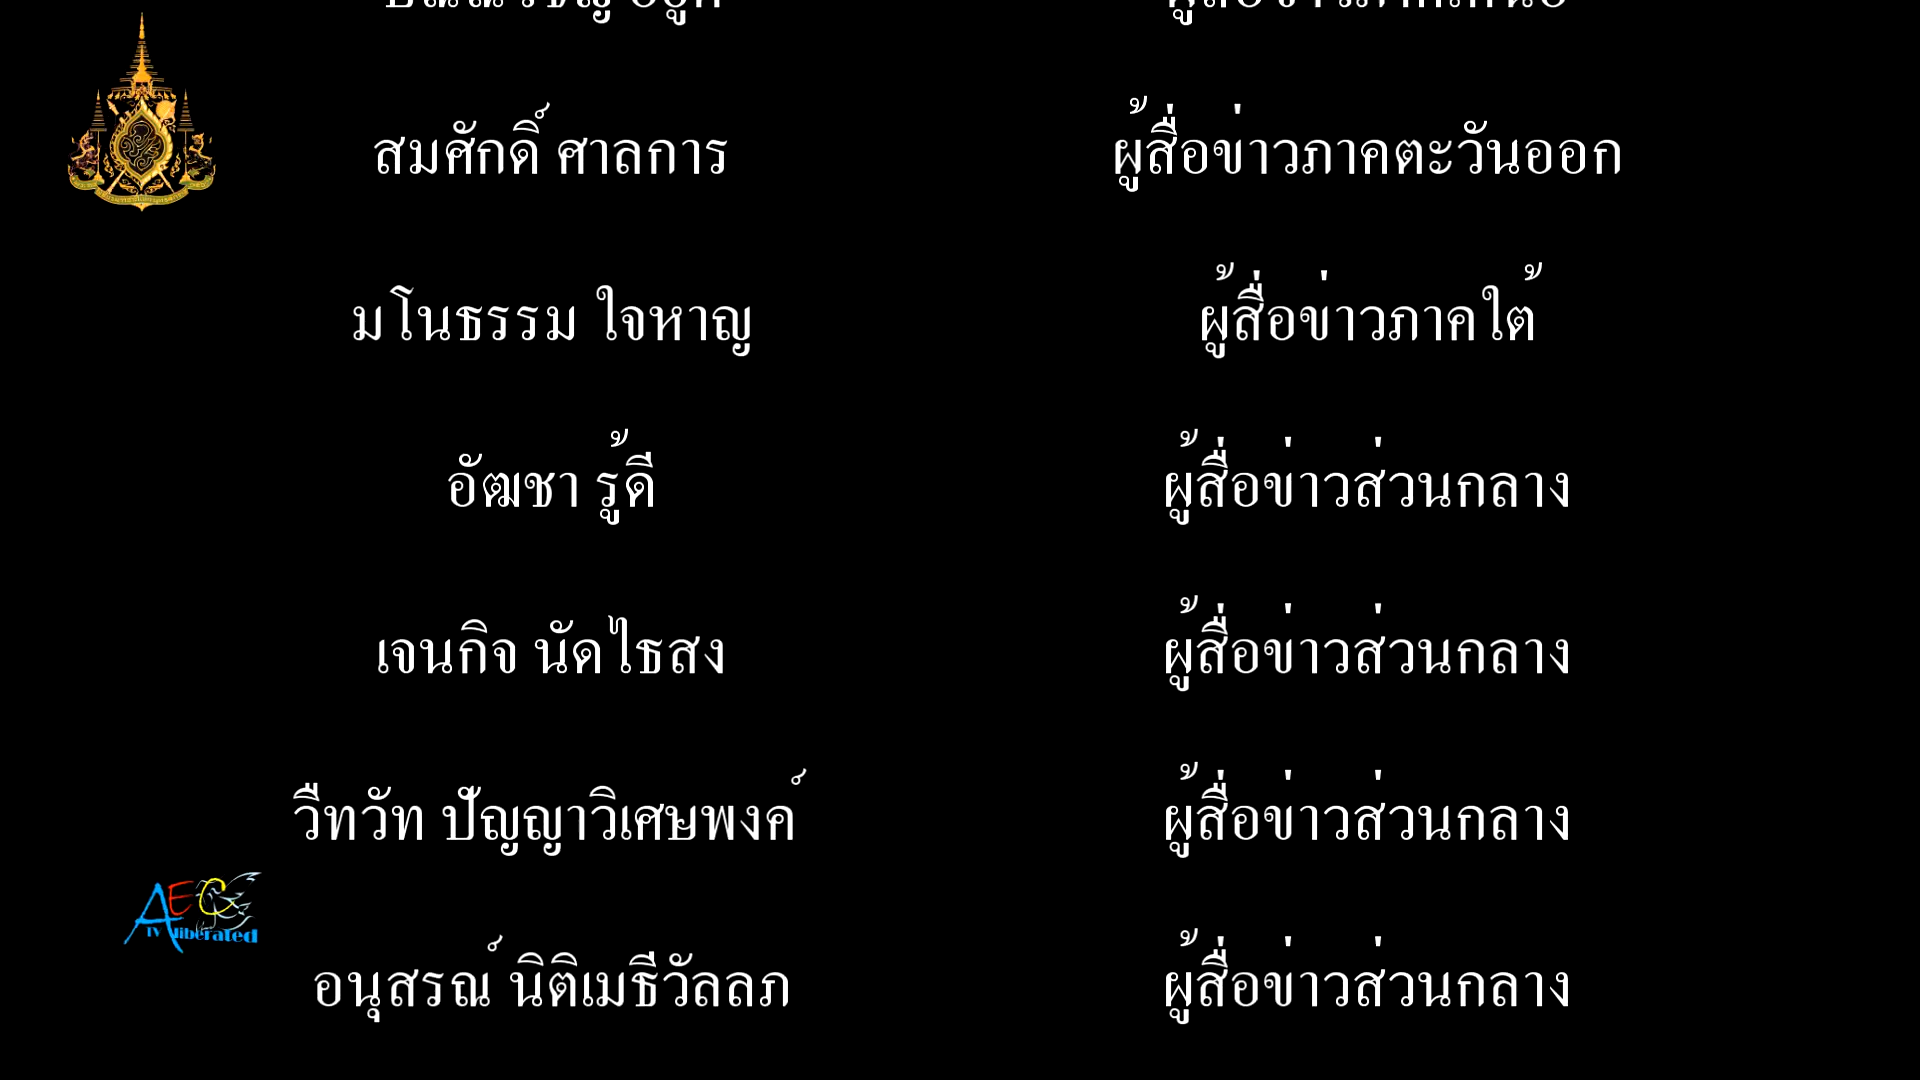 สมศักดิ์ ศาลการ ผู้สื่อข่าวภาคตะวันออก
มโนธรรม ใจหาญ ผู้สื่อข่าวภาคใต้
อัฒชา รู้ดี ผู้สื่อข่าวส่วนกลาง
เจนกิจ นัดไธสง ผู้สื่อข่าวส่วนกลาง
วีทวัท ปัญญาวิเศษพงค์ ผู้สื่อข่าวส่วนกลาง
AEC
TV liberated
อนุสรณ์ นิติเมธีวัลลภ ผู้สื่อข่าวส่วนกลาง